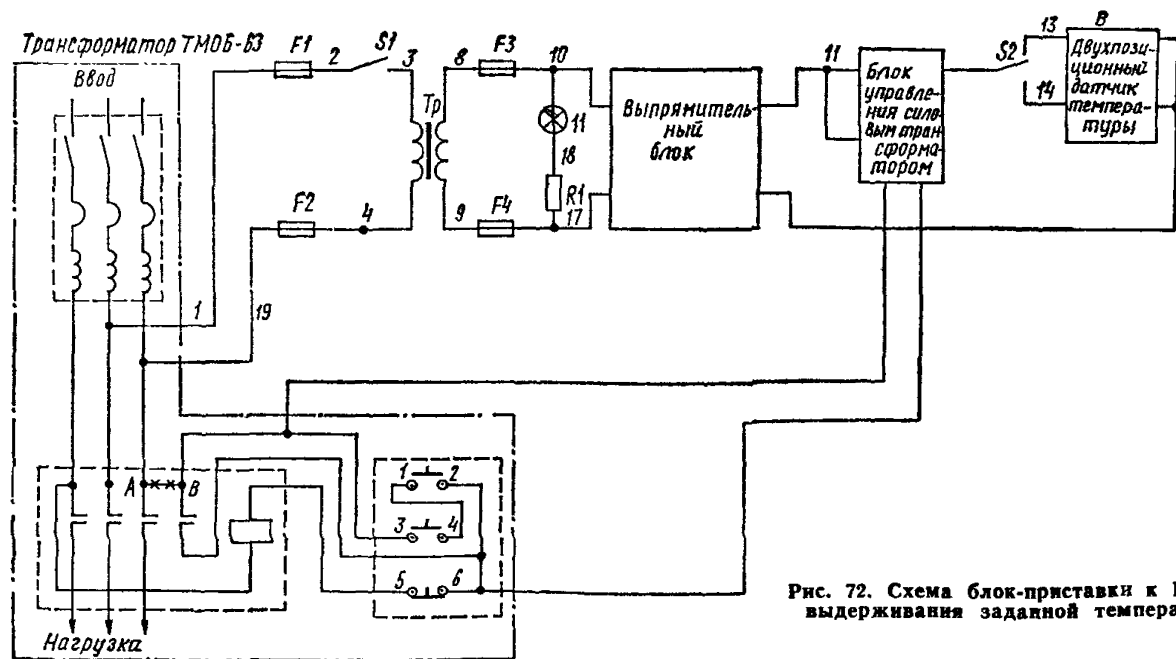 Трансформатор ТМОБ-63
Ввод
F1
2
S1
3
8
F3
10
11
S2
13
14
В
Двухпози-
ционный
датчик
темпера-
туры
Тр
11
18
R1
17
Выпрямитель-
ный
блок
Блок
управле-
ния сило-
вым тран-
сформа-
тором
F2
4
9
F4
1
19
А
В
1
2
3
4
5
6
Нагрузка
Рис. 72. Схема блок-приставки к
выдерживания заданной темпера